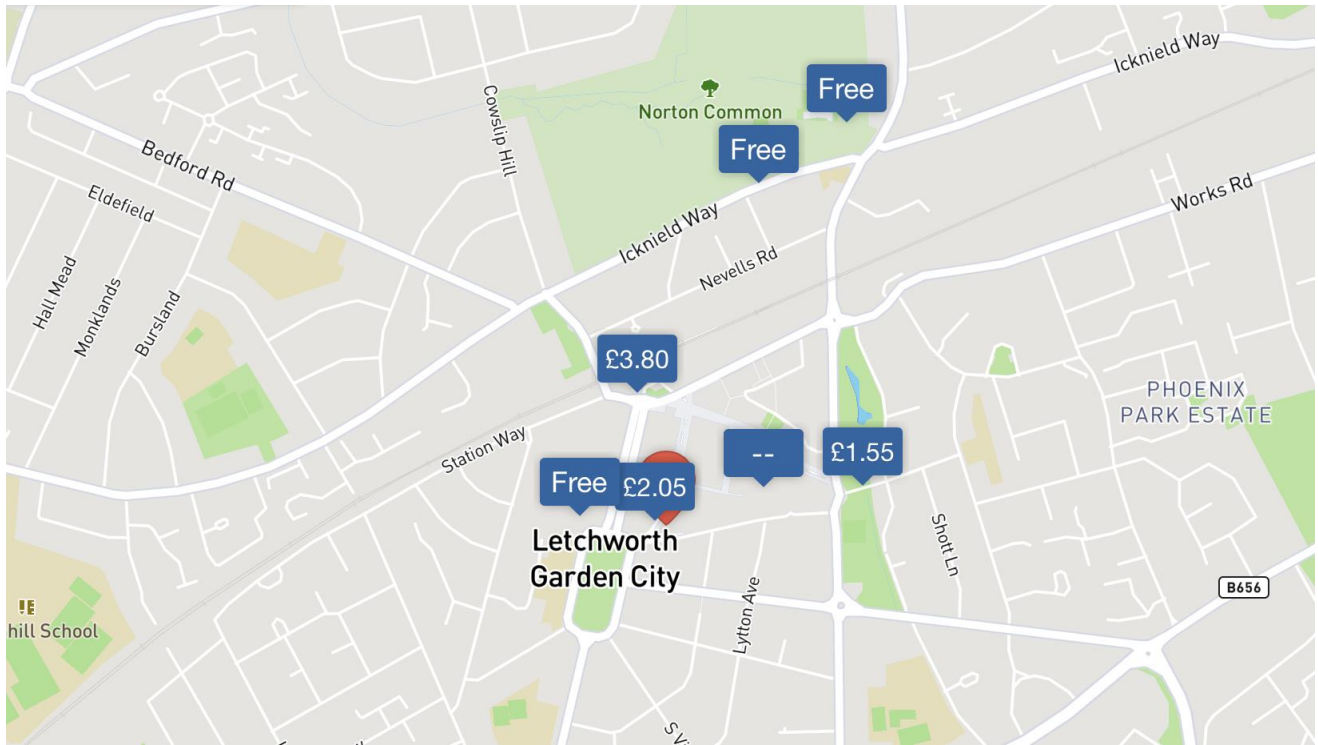 Icknield Way
Free
Norton Common
Cowslip Hill
Free
Bedford Rd
Works Rd
Eldefield
Icknield Way
Nevells Rd
Hall Mead
Monklands
Bursland
£3.80
PHOENIX
PARK ESTATE
Station Way
--
£1.55
Free
£2.05
Letchworth
Garden City
Shott Ln
B656
Lytton Ave
hill School